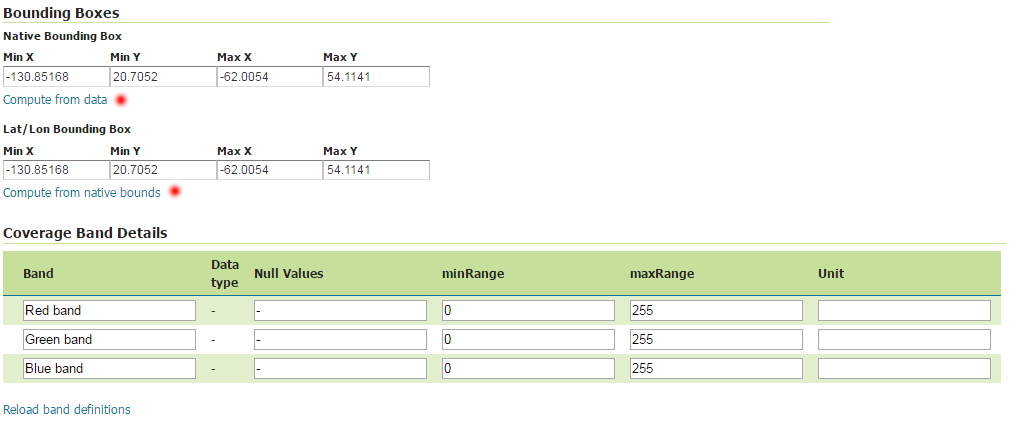 Bounding Boxes
Native Bounding Box
Min X Min Y Max X Max Y
-130.85168 20.7052 -62.0054 54.1141
Compute from data
Lat/Lon Bounding Box
Min X Min Y Max X Max Y
-130.85168 20.7052 -62.0054 54.1141
Compute from native bounds
Coverage Band Details
Band Data type Null Values minRange maxRange Unit
Red band - - 0 255
Green band - - 0 255
Blue band - - 0 255
Reload band definitions